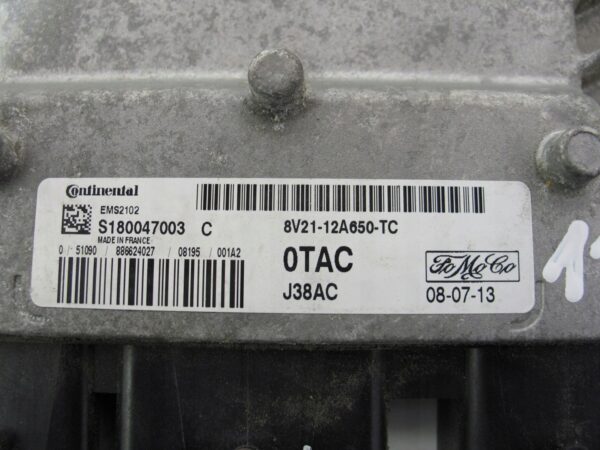 Continental
EMS2102
S180047003 C
MADE IN FRANCE
0 / 51090 / 886624027 / 08195 / 001A2
8V21-12A650-TC
0TAC
FoMoCo
J38AC
08-07-13